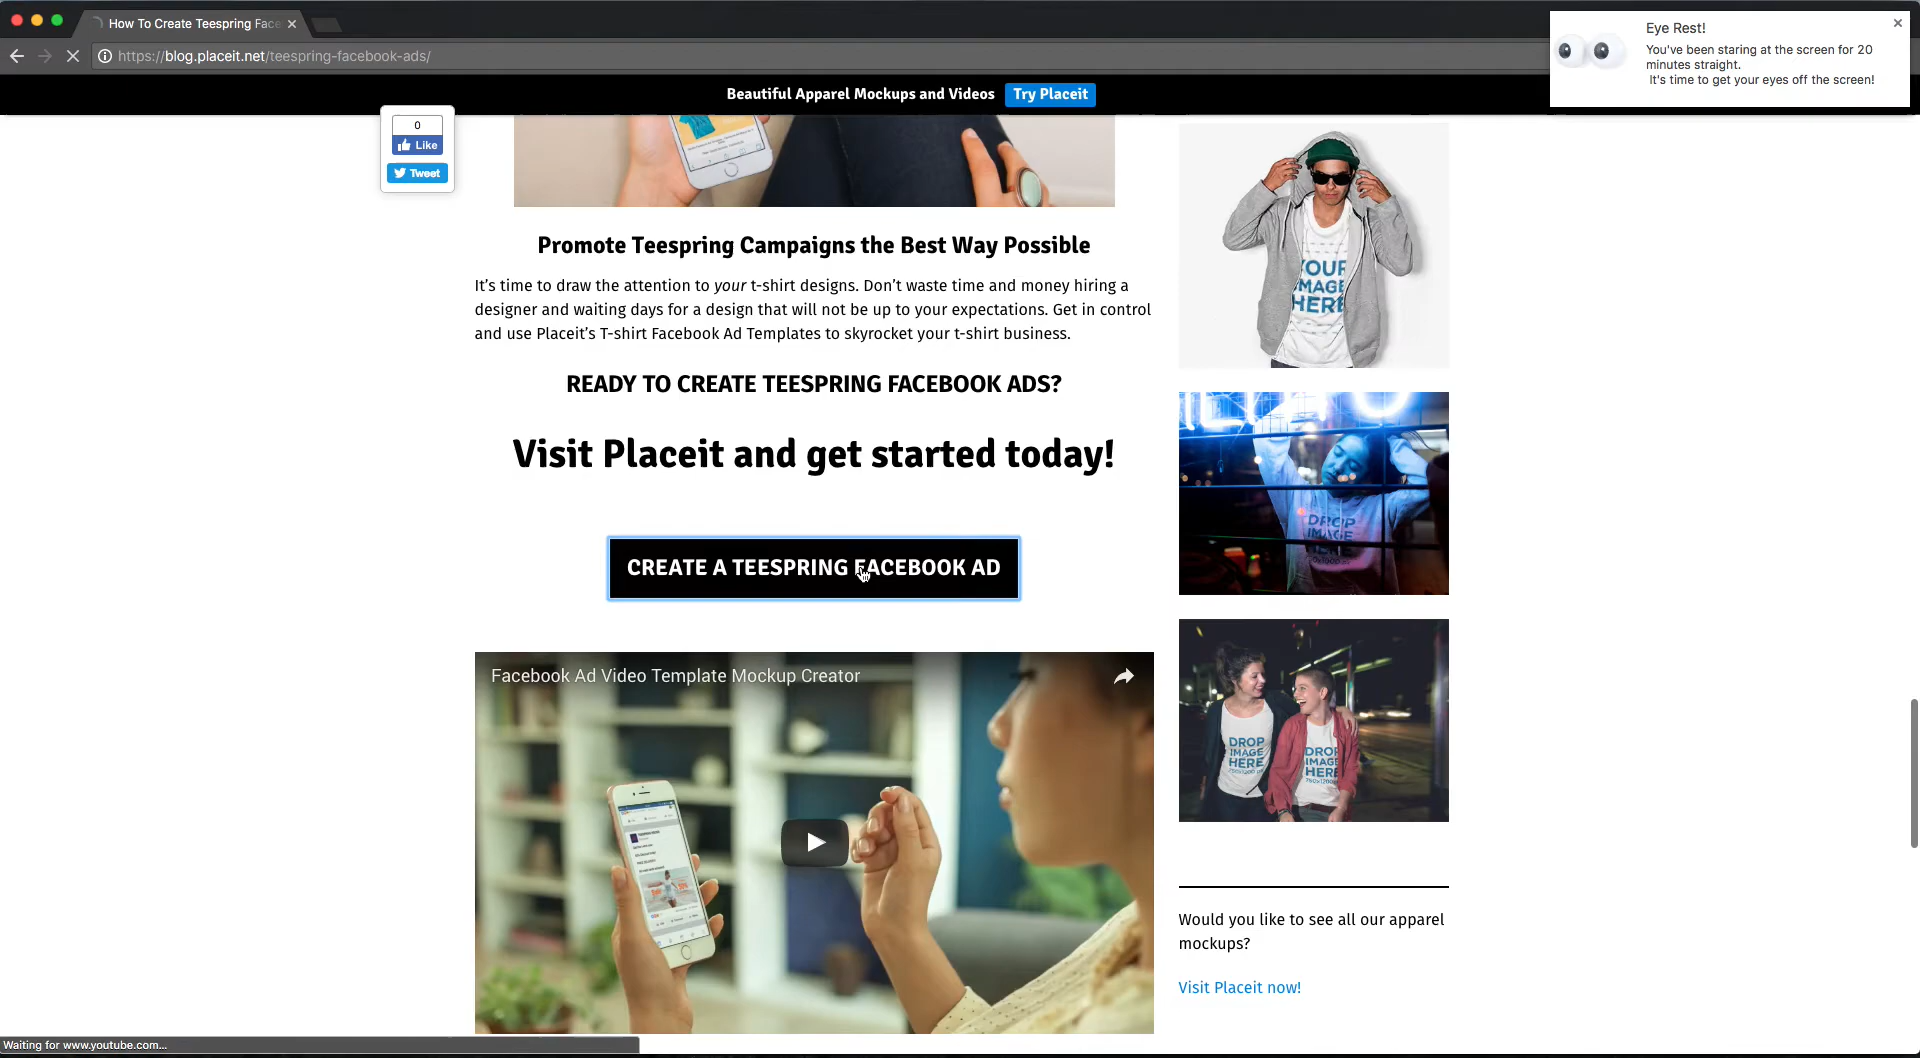 How To Create Teespring Face
https://blog.placeit.net/teespring-facebook-ads/
Eye Rest!
You've been staring at the screen for 20
minutes straight.
It's time to get your eyes off the screen!
Beautiful Apparel Mockups and Videos
Try Placeit
0
Like
Tweet
Promote Teespring Campaigns the Best Way Possible
It's time to draw the attention to your t-shirt designs. Don't waste time and money hiring a
designer and waiting days for a design that will not be up to your expectations. Get in control
and use Placeit's T-shirt Facebook Ad Templates to skyrocket your t-shirt business.
READY TO CREATE TEESPRING FACEBOOK ADS?
Visit Placeit and get started today!
CREATE A TEESPRING FACEBOOK AD
Facebook Ad Video Template Mockup Creator
YOUR
IMAGE
HERE
DROP
IMAGE
HERE
DROP
IMAGE
HERE
DROP
IMAGE
HERE
Would you like to see all our apparel
mockups?
Visit Placeit now!
Waiting for www.youtube.com...